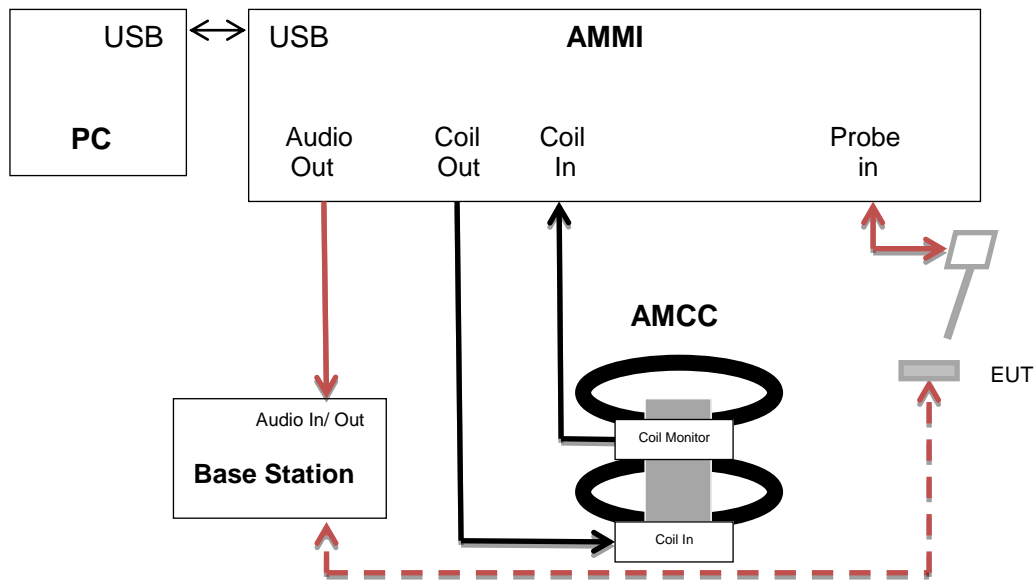 USB
USB
AMMI
PC
Audio
Out
Coil
Out
Coil
In
Probe
in
AMCC
EUT
Audio In/ Out
Base Station
Coil Monitor
Coil In